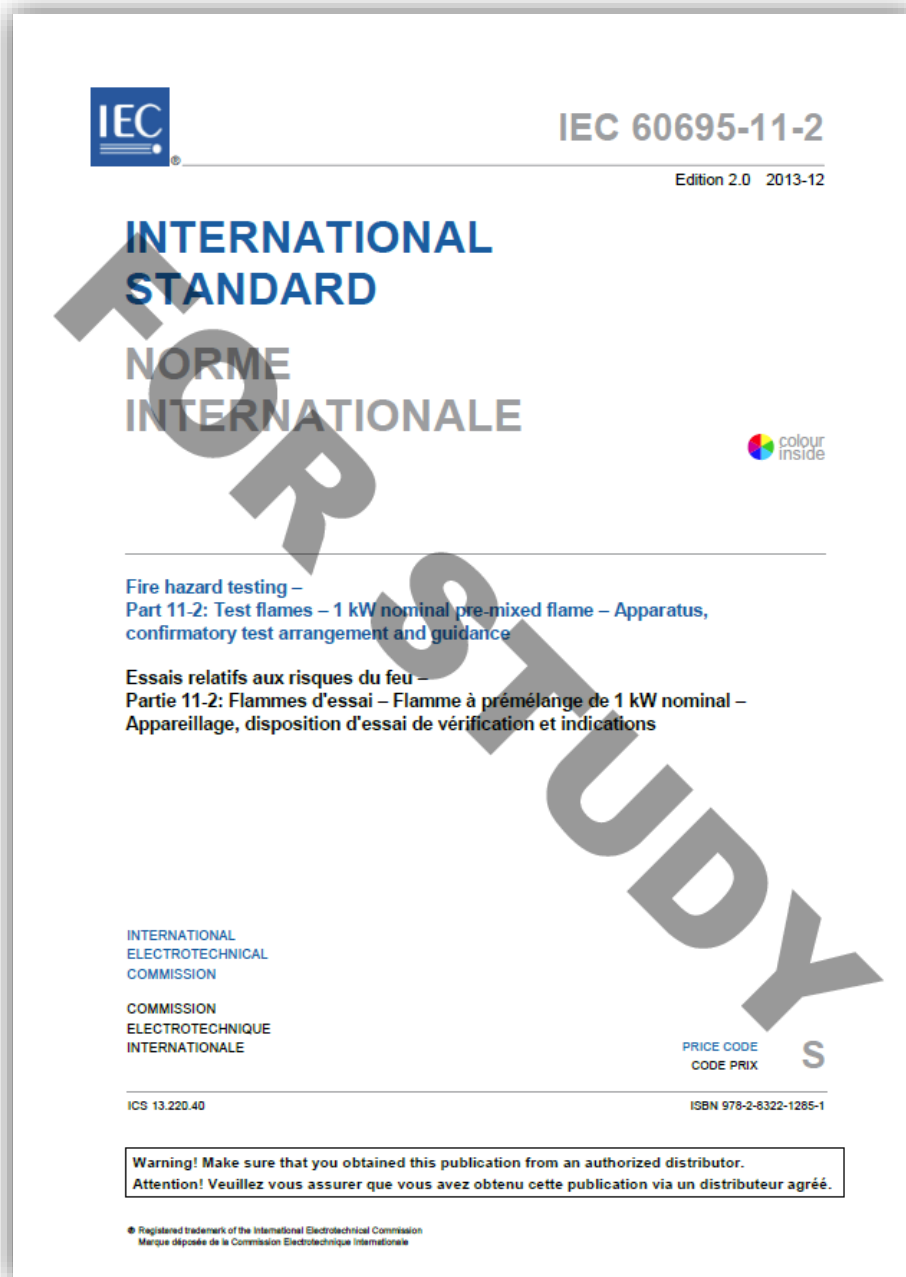 IEC
®
IEC 60695-11-2
Edition 2.0 2013-12
INTERNATIONAL
STANDARD
NORME
INTERNATIONALE
colour
inside
Fire hazard testing –
Part 11-2: Test flames – 1 kW nominal pre-mixed flame – Apparatus,
confirmatory test arrangement and guidance
Essais relatifs aux risques du feu –
Partie 11-2: Flammes d'essai – Flamme à prémélange de 1 kW nominal –
Appareillage, disposition d'essai de vérification et indications
FOR STUDY
INTERNATIONAL
ELECTROTECHNICAL
COMMISSION
COMMISSION
ELECTROTECHNIQUE
INTERNATIONALE
PRICE CODE
CODE PRIX
S
ICS 13.220.40
ISBN 978-2-8322-1285-1
Warning! Make sure that you obtained this publication from an authorized distributor.
Attention! Veuillez vous assurer que vous avez obtenu cette publication via un distributeur agréé.
® Registered trademark of the International Electrotechnical Commission
Marque déposée de la Commission Electrotechnique Internationale